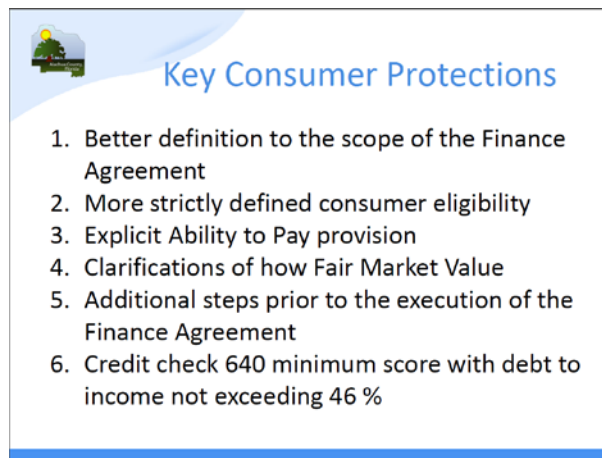 Key Consumer Protections
1. Better definition to the scope of the Finance
Agreement
2. More strictly defined consumer eligibility
3. Explicit Ability to Pay provision
4. Clarifications of how Fair Market Value
5. Additional steps prior to the execution of the
Finance Agreement
6. Credit check 640 minimum score with debt to
income not exceeding 46 %